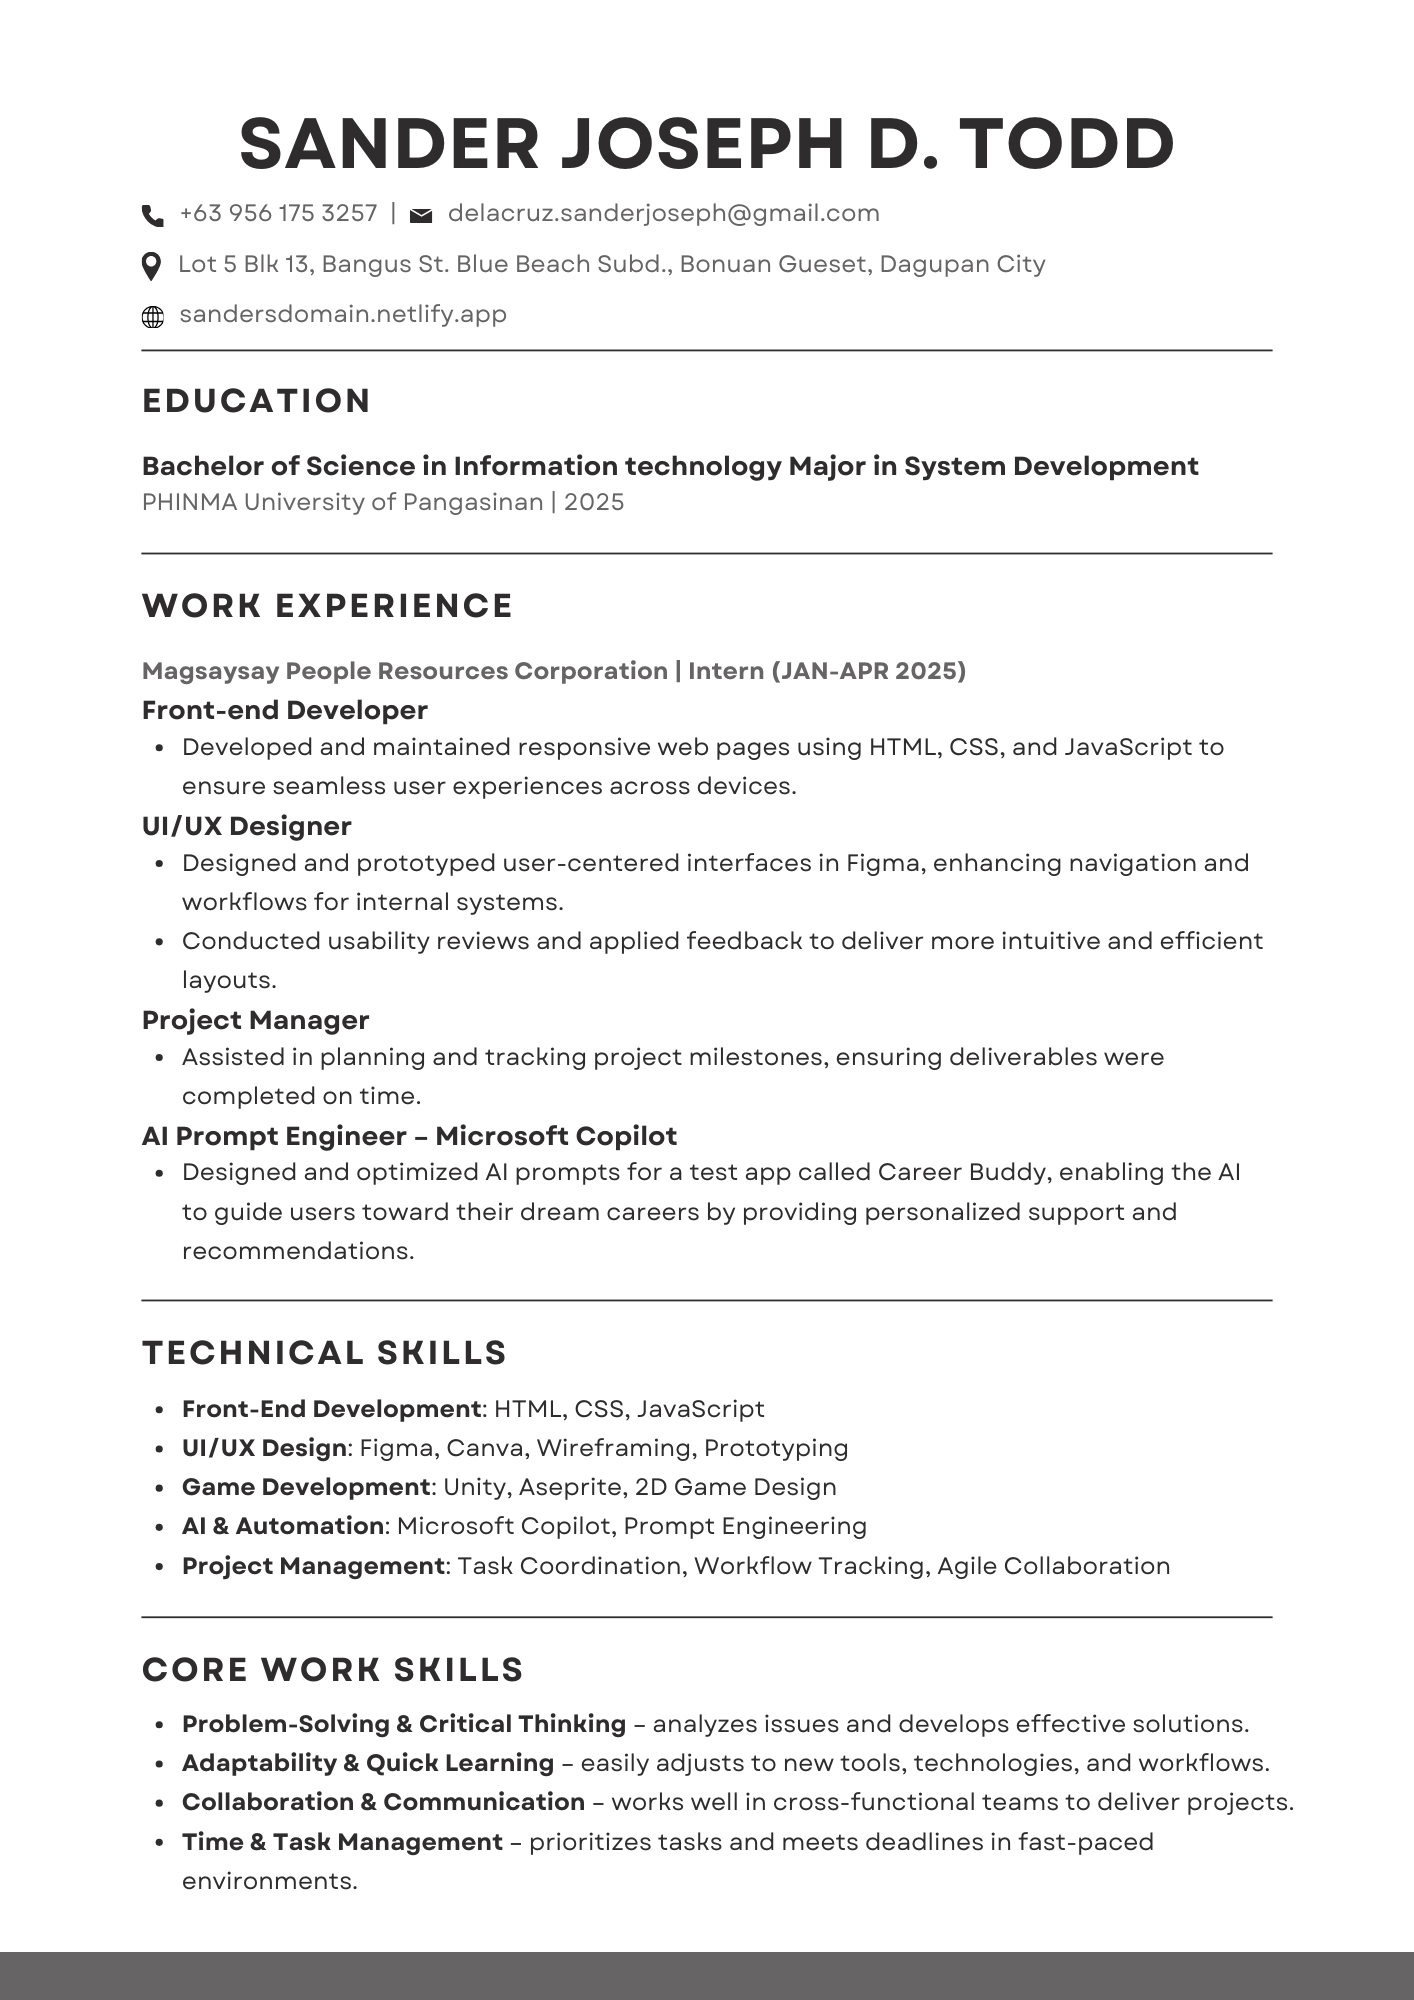 SANDER JOSEPH D. TODD
+63 956 175 3257 | delacruz.sanderjoseph@gmail.com
Lot 5 Blk 13, Bangus St. Blue Beach Subd., Bonuan Gueset, Dagupan City
sandersdomain.netlify.app
EDUCATION
Bachelor of Science in Information technology Major in System Development
PHINMA University of Pangasinan | 2025
WORK EXPERIENCE
Magsaysay People Resources Corporation | Intern (JAN-APR 2025)
Front-end Developer
• Developed and maintained responsive web pages using HTML, CSS, and JavaScript to
ensure seamless user experiences across devices.
UI/UX Designer
• Designed and prototyped user-centered interfaces in Figma, enhancing navigation and
workflows for internal systems.
• Conducted usability reviews and applied feedback to deliver more intuitive and efficient
layouts.
Project Manager
• Assisted in planning and tracking project milestones, ensuring deliverables were
completed on time.
AI Prompt Engineer – Microsoft Copilot
• Designed and optimized AI prompts for a test app called Career Buddy, enabling the AI
to guide users toward their dream careers by providing personalized support and
recommendations.
TECHNICAL SKILLS
• Front-End Development: HTML, CSS, JavaScript
• UI/UX Design: Figma, Canva, Wireframing, Prototyping
• Game Development: Unity, Aseprite, 2D Game Design
• AI & Automation: Microsoft Copilot, Prompt Engineering
• Project Management: Task Coordination, Workflow Tracking, Agile Collaboration
CORE WORK SKILLS
• Problem-Solving & Critical Thinking – analyzes issues and develops effective solutions.
• Adaptability & Quick Learning – easily adjusts to new tools, technologies, and workflows.
• Collaboration & Communication – works well in cross-functional teams to deliver projects.
• Time & Task Management – prioritizes tasks and meets deadlines in fast-paced
environments.